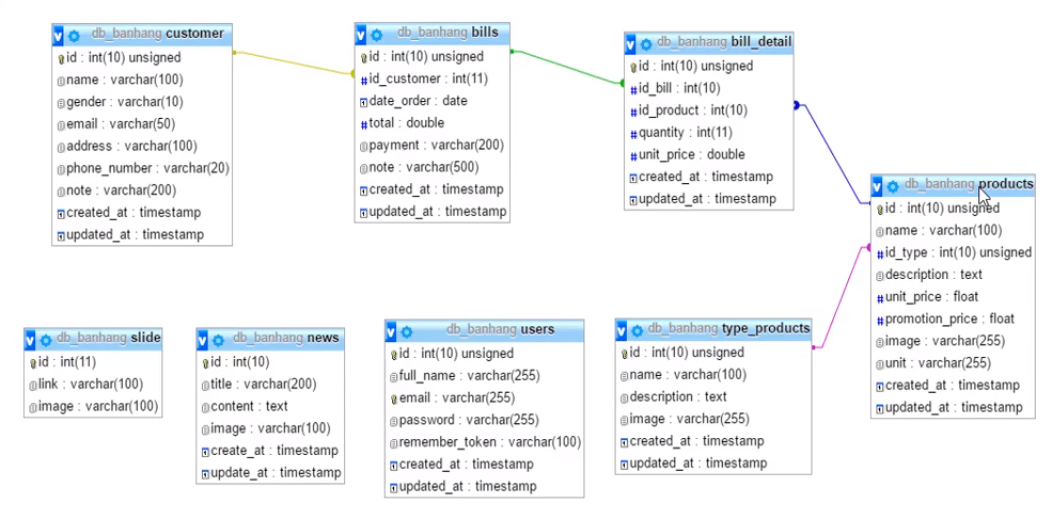 db_banhang customer
id : int(10) unsigned
name : varchar(100)
gender : varchar(10)
email : varchar(50)
address : varchar(100)
phone_number : varchar(20)
note : varchar(200)
created_at : timestamp
updated_at : timestamp
db_banhang bills
id : int(10) unsigned
#id_customer : int(11)
date_order : date
#total : double
payment : varchar(200)
note : varchar(500)
created_at : timestamp
updated_at : timestamp
db_banhang bill_detail
id : int(10) unsigned
#id_bill : int(10)
#id_product : int(10)
#quantity : int(11)
#unit_price : double
created_at : timestamp
updated_at : timestamp
db_banhang products
id : int(10) unsigned
name : varchar(100)
#id_type : int(10) unsigned
description : text
#unit_price : float
#promotion_price : float
image : varchar(255)
unit : varchar(255)
created_at : timestamp
updated_at : timestamp
db_banhang slide
id : int(11)
link : varchar(100)
image : varchar(100)
db_banhang news
id : int(10)
title : varchar(200)
content : text
image : varchar(100)
create_at : timestamp
update_at : timestamp
db_banhang users
id : int(10) unsigned
full_name : varchar(255)
email : varchar(255)
password : varchar(255)
remember_token : varchar(100)
created_at : timestamp
updated_at : timestamp
db_banhang type_products
id : int(10) unsigned
name : varchar(100)
description : text
image : varchar(255)
created_at : timestamp
updated_at : timestamp